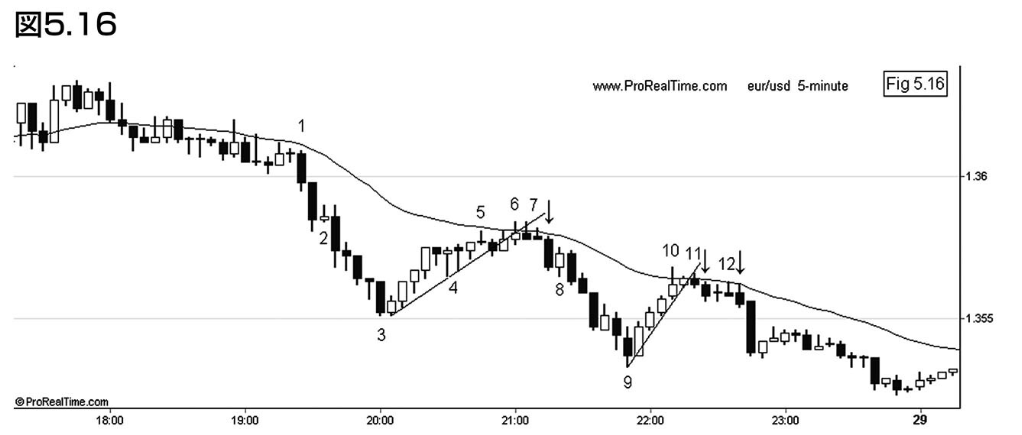 図5.16
www.ProRealTime.com eur/usd 5-minute Fig 5.16
1
1.36
5 6 7
2
10 11 12
4 8
1.355
3
9
©ProRealTime.com
18:00 19:00 20:00 21:00 22:00 23:00 29